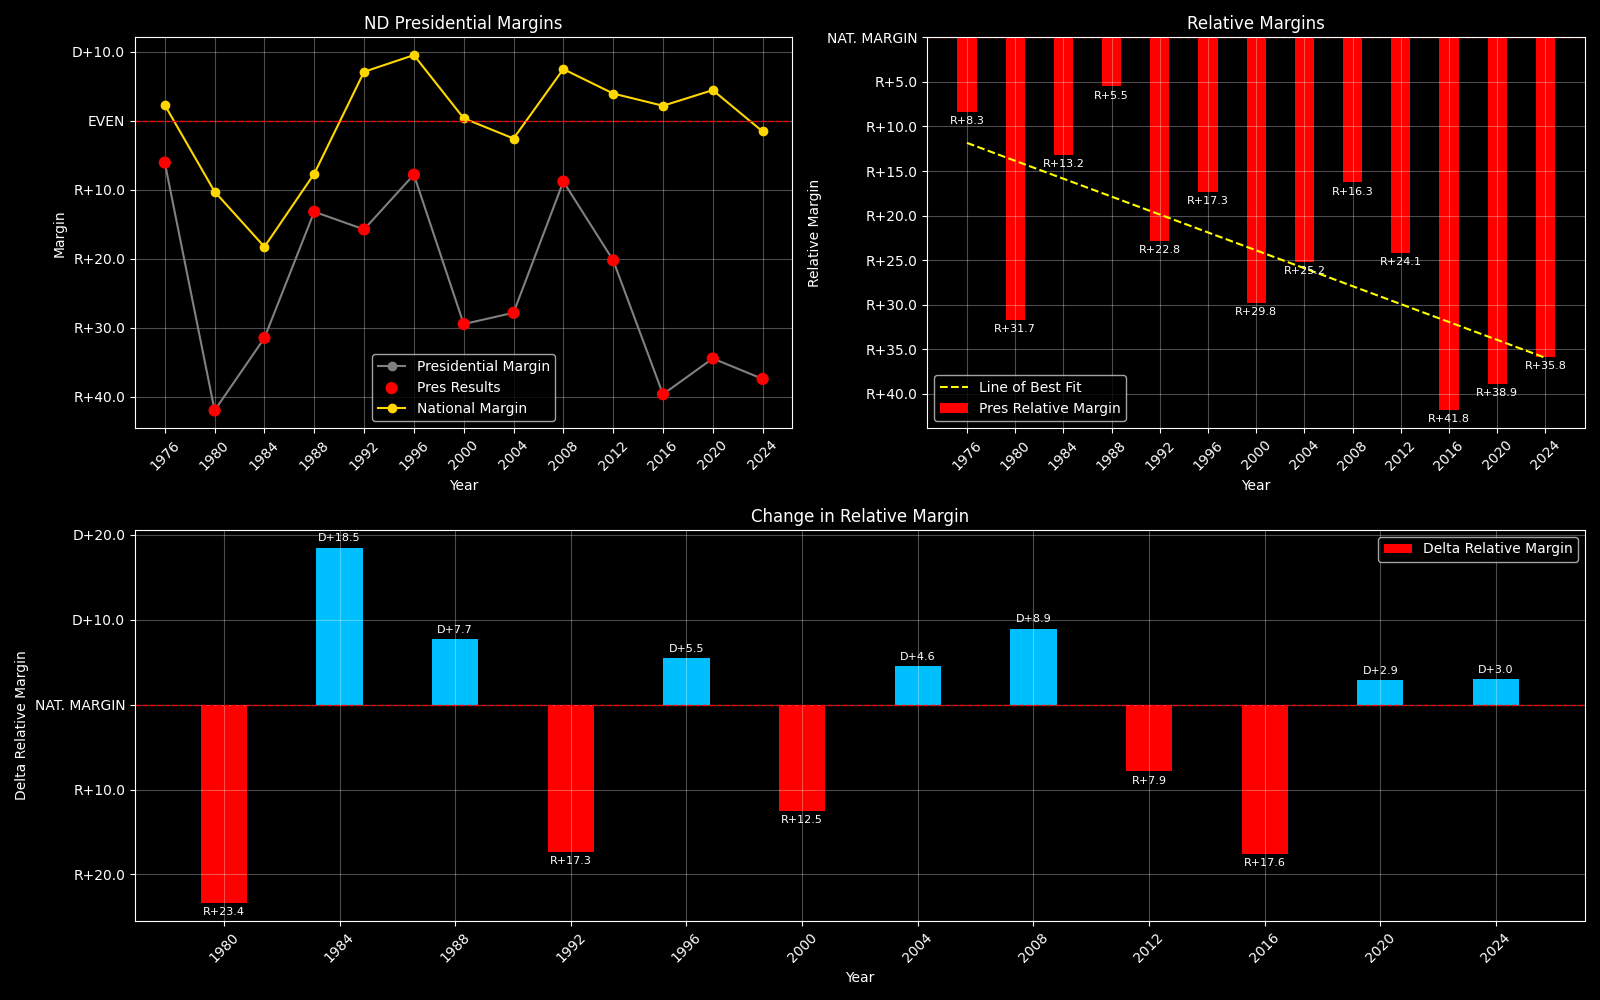 ND Presidential Margins
D+10.0
EVEN
R+10.0
R+20.0
R+30.0
R+40.0
Margin
Presidential Margin
Pres Results
National Margin
1976
1980
1984
1988
1992
1996
2000
2004
2008
2012
2016
2020
2024
Year
Relative Margins
NAT. MARGIN
R+5.0
R+10.0
R+15.0
R+20.0
R+25.0
R+30.0
R+35.0
R+40.0
Relative Margin
R+8.3
R+31.7
R+13.2
R+5.5
R+22.8
R+17.3
R+29.8
R+25.2
R+16.3
R+24.1
R+41.8
R+38.9
R+35.8
Line of Best Fit
Pres Relative Margin
1976
1980
1984
1988
1992
1996
2000
2004
2008
2012
2016
2020
2024
Year
Change in Relative Margin
D+20.0
D+10.0
NAT. MARGIN
R+10.0
R+20.0
Delta Relative Margin
R+23.4
D+18.5
D+7.7
R+17.3
D+5.5
R+12.5
D+4.6
D+8.9
R+7.9
R+17.6
D+2.9
D+3.0
Delta Relative Margin
1980
1984
1988
1992
1996
2000
2004
2008
2012
2016
2020
2024
Year